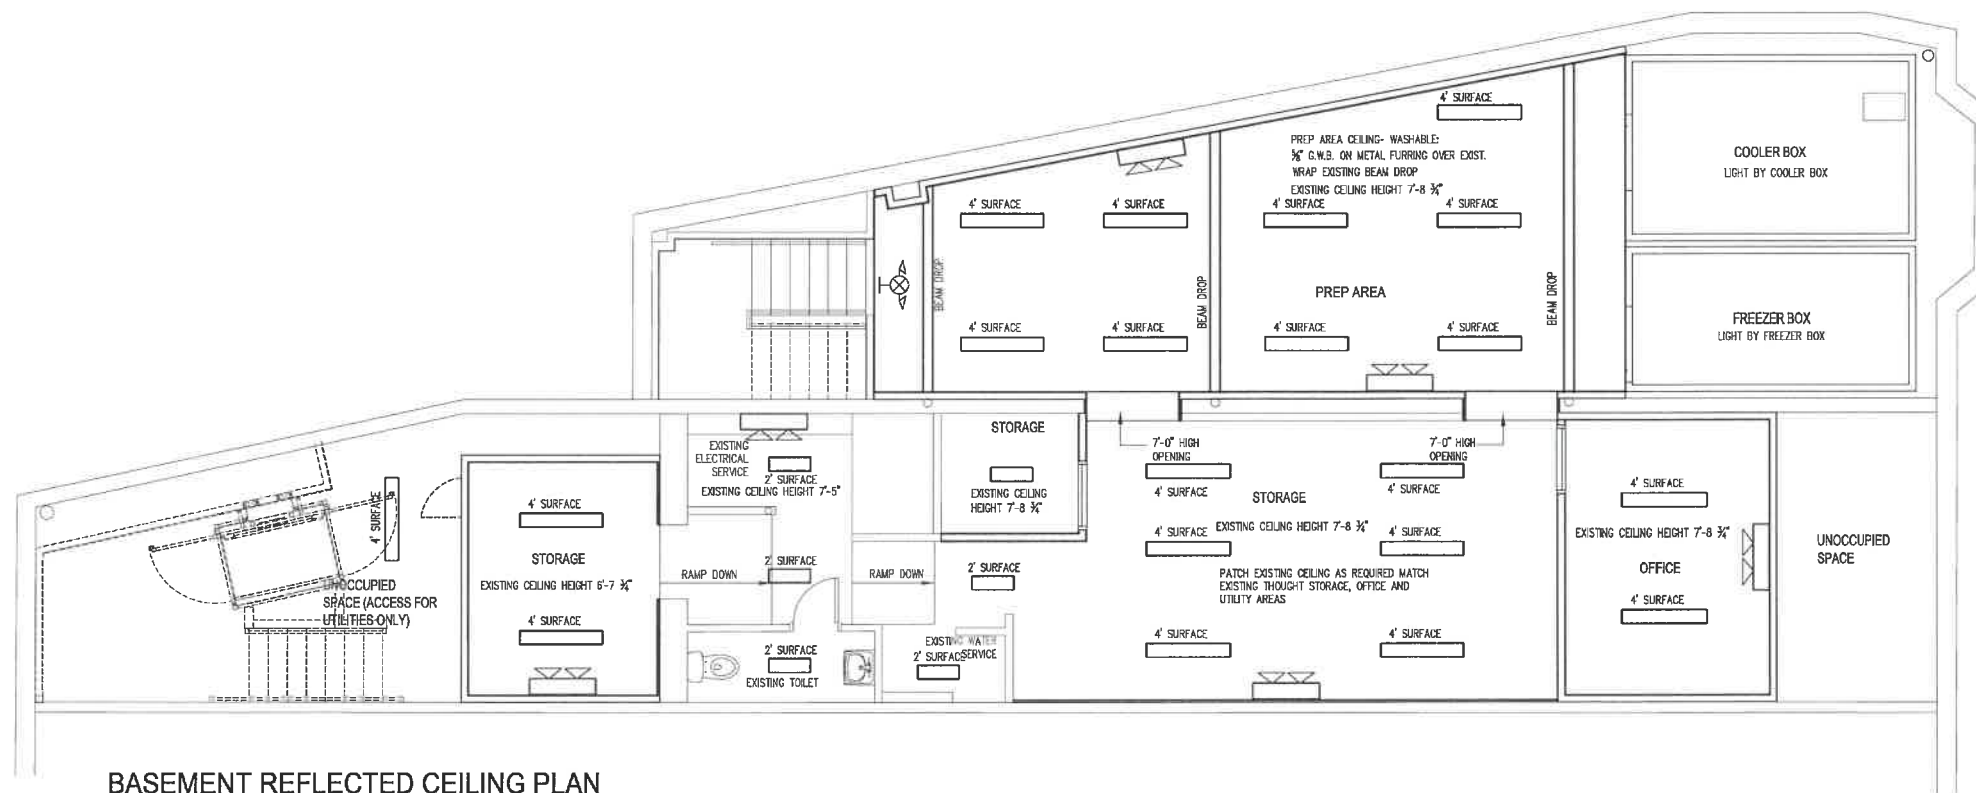 4' SURFACE
PREP AREA CEILING- WASHABLE:
⅝" G.W.B. ON METAL FURRING OVER EXIST.
WRAP EXISTING BEAM DROP
EXISTING CEILING HEIGHT 7'-8 ¾"
4' SURFACE
4' SURFACE
4' SURFACE
4' SURFACE
COOLER BOX
LIGHT BY COOLER BOX
BEAM DROP
BEAM DROP
BEAM DROP
PREP AREA
4' SURFACE
4' SURFACE
4' SURFACE
4' SURFACE
FREEZER BOX
LIGHT BY FREEZER BOX
EXISTING
ELECTRICAL
SERVICE
2' SURFACE
EXISTING CEILING HEIGHT 7'-5"
STORAGE
EXISTING CEILING
HEIGHT 7'-8 ¾"
7'-0" HIGH
OPENING
7'-0" HIGH
OPENING
4' SURFACE
4' SURFACE
STORAGE
4' SURFACE
EXISTING CEILING HEIGHT 7'-8 ¾"
4' SURFACE
PATCH EXISTING CEILING AS REQUIRED MATCH
EXISTING THOUGHT STORAGE, OFFICE AND
UTILITY AREAS
4' SURFACE
4' SURFACE
4' SURFACE
EXISTING CEILING HEIGHT 7'-8 ¾"
OFFICE
4' SURFACE
UNOCCUPIED
SPACE
4' SURFACE
UNOCCUPIED
SPACE (ACCESS FOR
UTILITIES ONLY)
4' SURFACE
STORAGE
EXISTING CEILING HEIGHT 6'-7 ¾"
4' SURFACE
RAMP DOWN
2' SURFACE
RAMP DOWN
2' SURFACE
2' SURFACE
EXISTING TOILET
EXISTING WATER
SERVICE
2' SURFACE
BASEMENT REFLECTED CEILING PLAN